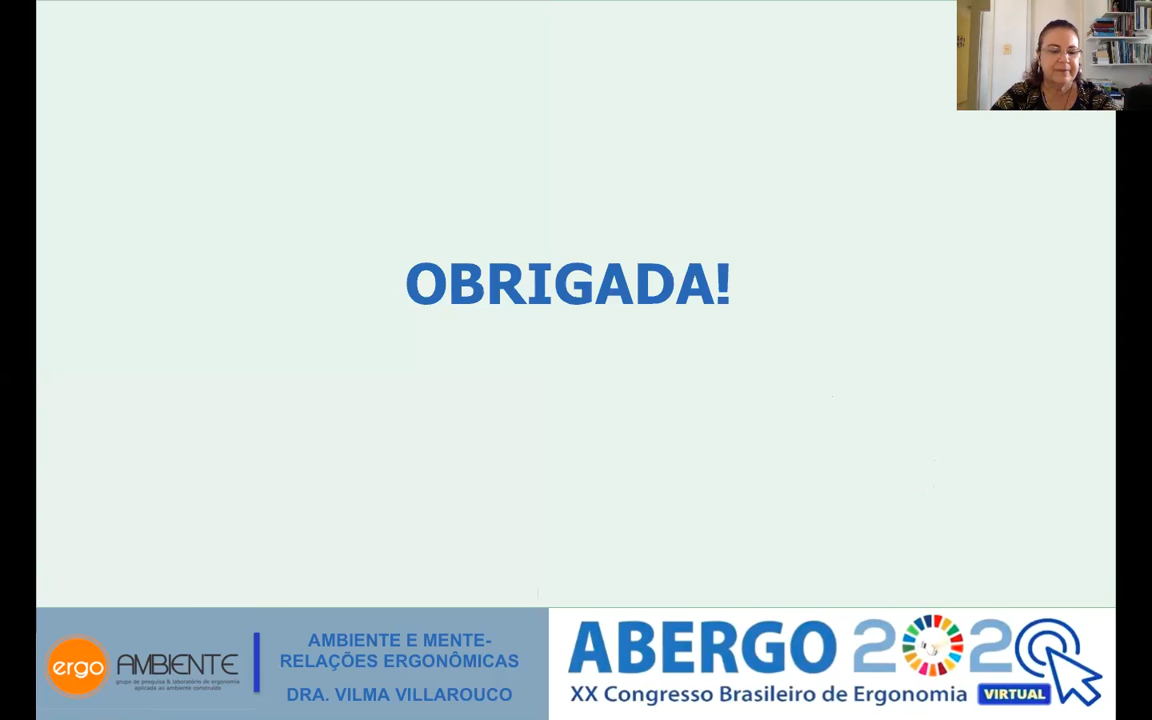 OBRIGADA!
ergo AMBIENTE
grupo de pesquisa & laboratório de ergonomia
aplicada ao ambiente construído
AMBIENTE E MENTE-
RELAÇÕES ERGONÔMICAS
DRA. VILMA VILLAROUCO
ABERGO 2020
XX Congresso Brasileiro de Ergonomia VIRTUAL